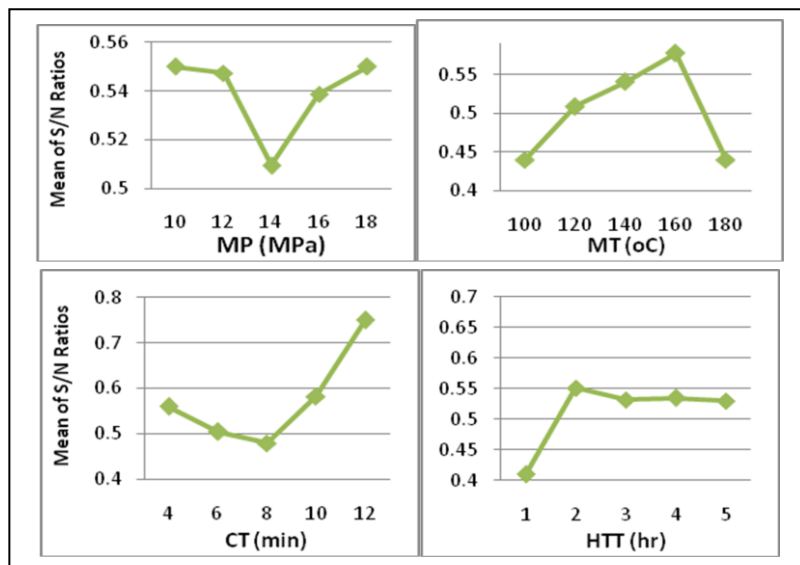 Mean of S/N Ratios
0.56
0.54
0.52
0.5
10 12 14 16 18
MP (MPa)
0.55
0.5
0.45
0.4
100 120 140 160 180
MT (oC)
Mean of S/N Ratios
0.8
0.7
0.6
0.5
0.4
4 6 8 10 12
CT (min)
0.7
0.65
0.6
0.55
0.5
0.45
0.4
1 2 3 4 5
HTT (hr)